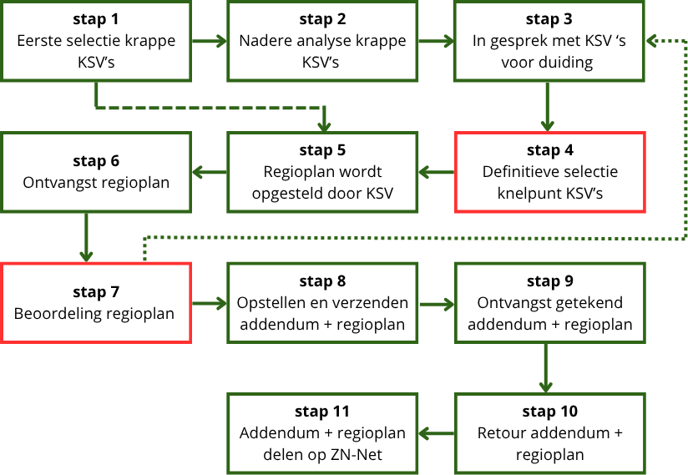 stap 1
Eerste selectie krappe
KSV's
stap 2
Nadere analyse krappe
KSV's
stap 3
In gesprek met KSV ‘s
voor duiding
stap 4
Definitieve selectie
knelpunt KSV's
stap 5
Regioplan wordt
opgesteld door KSV
stap 6
Ontvangst regioplan
stap 7
Beoordeling regioplan
stap 8
Opstellen en verzenden
addendum + regioplan
stap 9
Ontvangst getekend
addendum + regioplan
stap 10
Retour addendum +
regioplan
stap 11
Addendum + regioplan
delen op ZN-Net